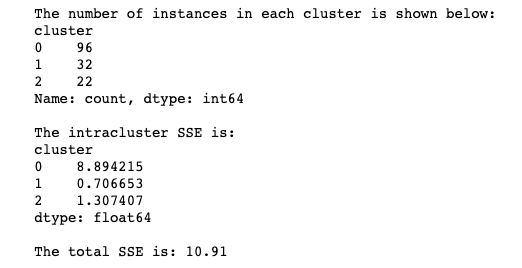 The number of instances in each cluster is shown below:
cluster
0    96
1    32
2    22
Name: count, dtype: int64

The intracluster SSE is:
cluster
0    8.894215
1    0.706653
2    1.307407
dtype: float64

The total SSE is: 10.91